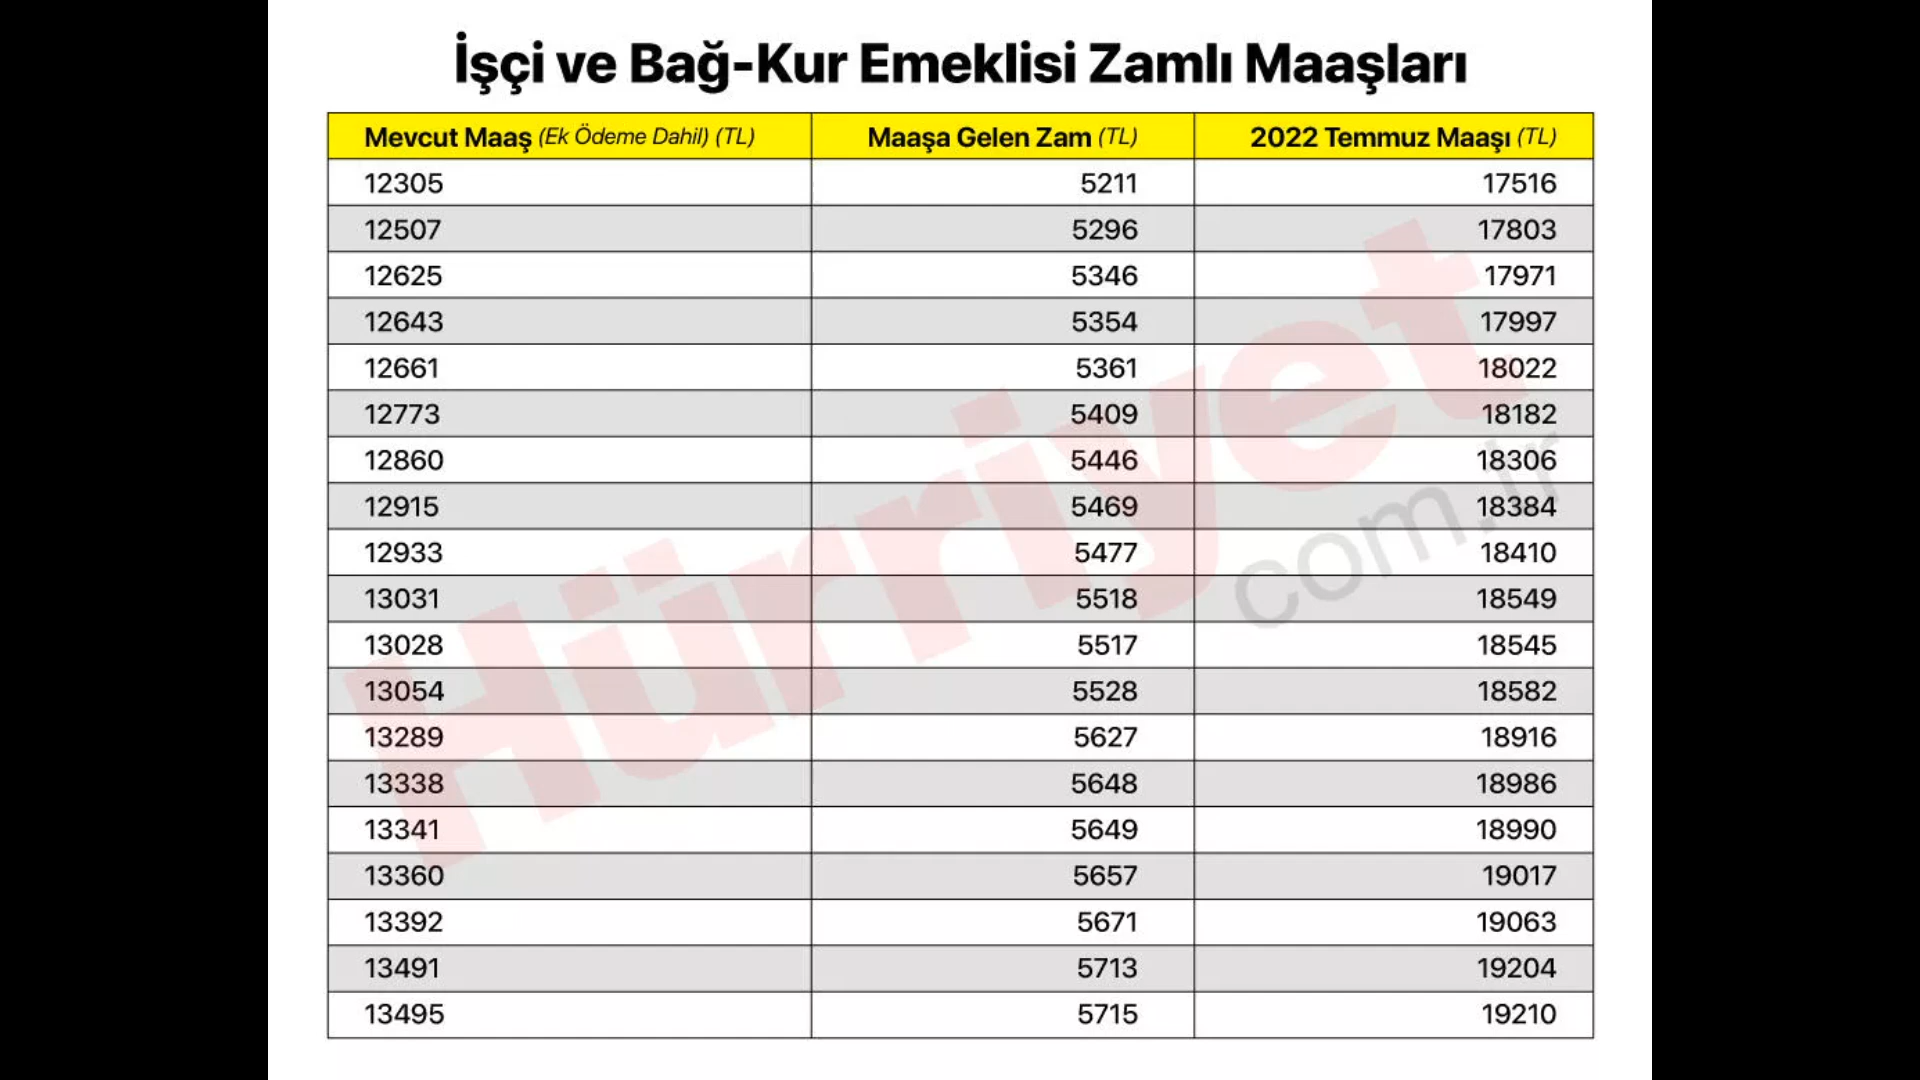 İşçi ve Bağ-Kur Emeklisi Zamlı Maaşları
Mevcut Maaş (Ek Ödeme Dahil) (TL) Maaşa Gelen Zam (TL) 2022 Temmuz Maaşı (TL)
12305 5211 17516
12507 5296 17803
12625 5346 17971
12643 5354 17997
12661 5361 18022
12773 5409 18182
12860 5446 18306
12915 5469 18384
12933 5477 18410
13031 5518 18549
13028 5517 18545
13054 5528 18582
13289 5627 18916
13338 5648 18986
13341 5649 18990
13360 5657 19017
13392 5671 19063
13491 5713 19204
13495 5715 19210
Hürriyet
com.tr